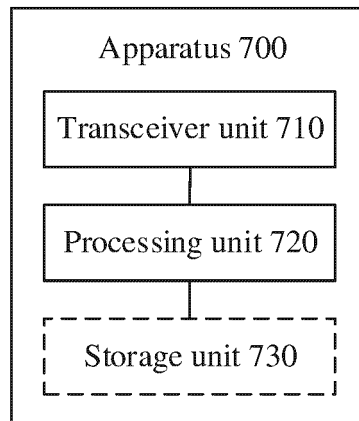 Apparatus 700
Transceiver unit 710
Processing unit 720
Storage unit 730